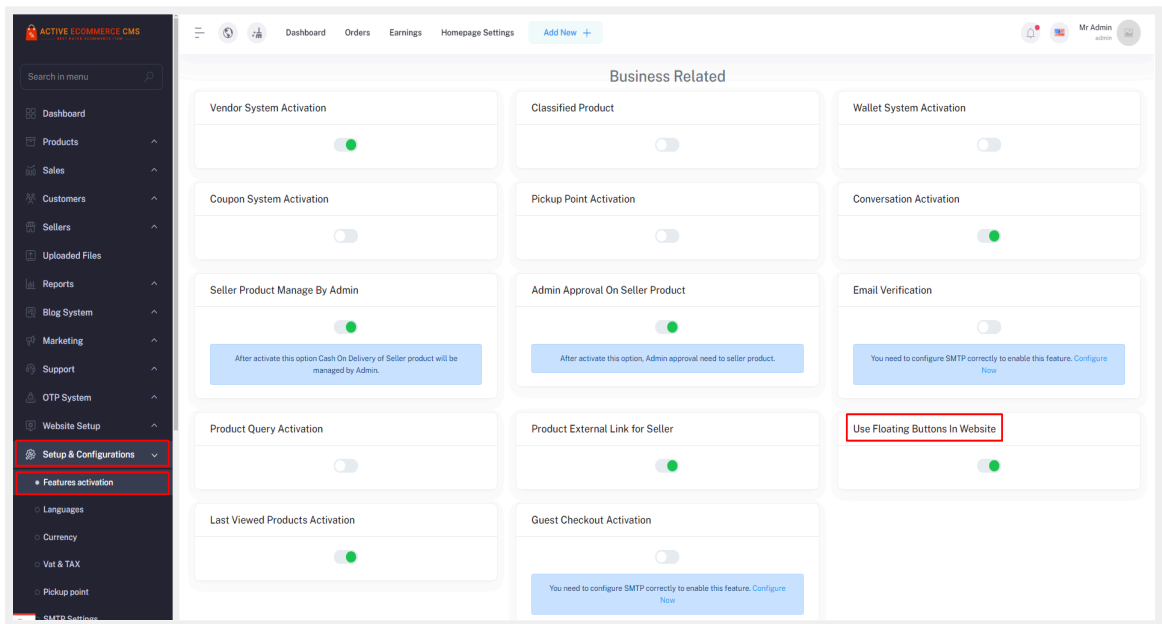 ACTIVE ECOMMERCE CMS
Dashboard
Orders
Earnings
Homepage Settings
Add New +
Mr Admin
admin
Search in menu
Dashboard
Products
Sales
Customers
Sellers
Uploaded Files
Reports
Blog System
Marketing
Support
OTP System
Website Setup
Setup & Configurations
Features activation
Languages
Currency
Vat & TAX
Pickup point
SMTP Settings
Business Related
Vendor System Activation
Classified Product
Wallet System Activation
Coupon System Activation
Pickup Point Activation
Conversation Activation
Seller Product Manage By Admin
After activate this option Cash On Delivery of Seller product will be
managed by Admin.
Admin Approval On Seller Product
After activate this option, Admin approval need to seller product.
Email Verification
You need to configure SMTP correctly to enable this feature. Configure
Now
Product Query Activation
Product External Link for Seller
Use Floating Buttons In Website
Last Viewed Products Activation
Guest Checkout Activation
You need to configure SMTP correctly to enable this feature. Configure
Now